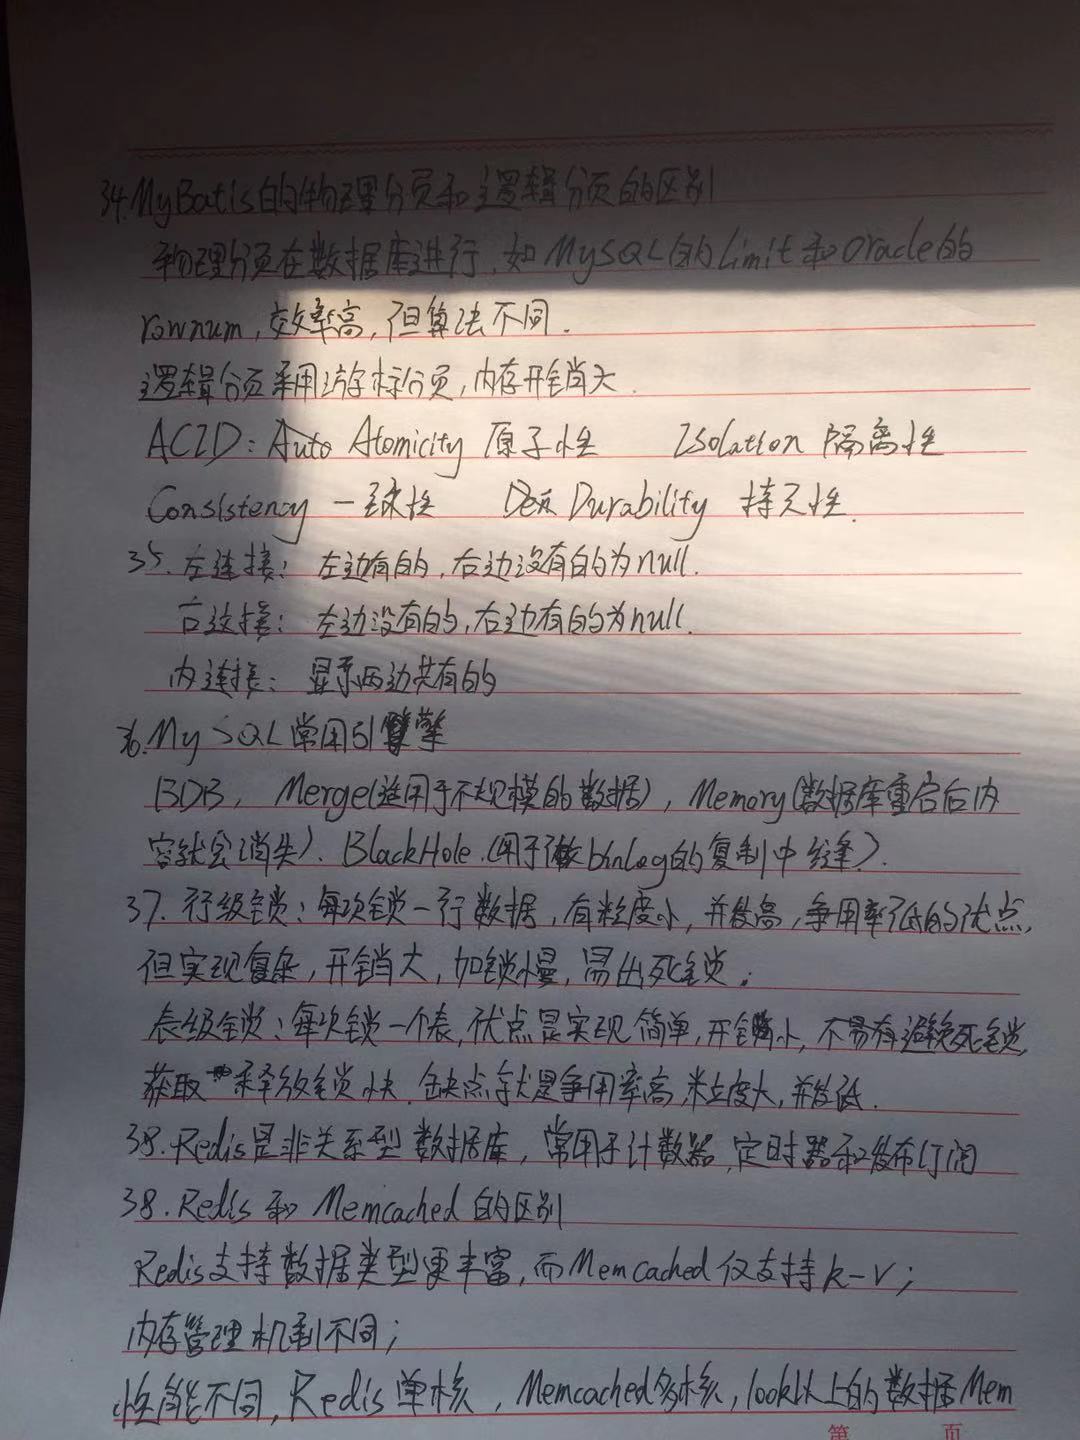 34.MyBatis的物理分页和逻辑分页的区别
物理分页在数据库进行,如MySQL的Limit和Oracle的
rownum,效率高,但算法不同.
逻辑分页采用游标分页,内存开销大.
ACID:Auto Atomicity 原子性 Isolation 隔离性
Consistency 一致性 Durability 持久性.
35.左连接:左边有的,右边没有的为null.
右连接:左边没有的,右边有的为null.
内连接:显示两边共有的
36.MySQL常用引擎
BDB,Merge(适用于不规模的数据),Memory(数据库重启后内
容就会消失).BlackHole.(用于做binlog的复制中继).
37.行级锁:每次锁一行数据,有粒度小,并发高,争用率低的优点,
但实现复杂,开销大,加锁慢,易出死锁;
表级锁:每次锁一个表,优点是实现简单,开销小,不易有避免死锁,
获取释放锁快.缺点就是争用率高,粒度大,并发低.
38.Redis是非关系型数据库,常用于计数器,定时器和发布订阅
38.Redis和Memcached的区别
Redis支持数据类型更丰富,而Memcached仅支持k-v;
内存管理机制不同;
性能不同,Redis单核,Memcached多核,100k以上的数据Mem
第 页